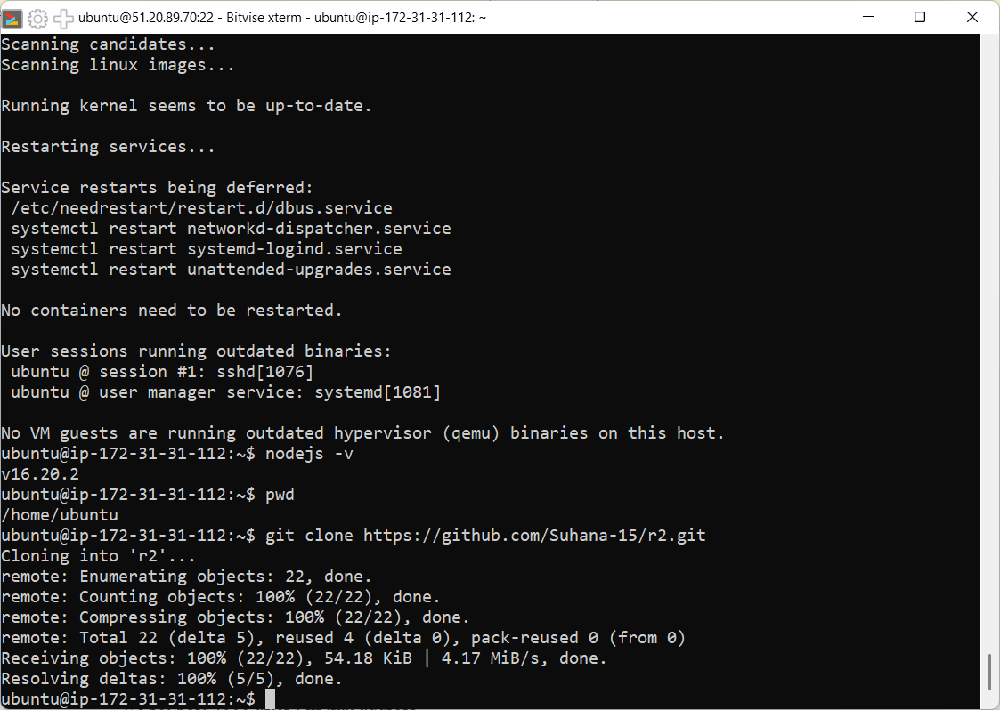 ubuntu@51.20.89.70:22 - Bitvise xterm - ubuntu@ip-172-31-31-112: ~
Scanning candidates...
Scanning linux images...
Running kernel seems to be up-to-date.
Restarting services...
Service restarts being deferred:
 /etc/needrestart/restart.d/dbus.service
 systemctl restart networkd-dispatcher.service
 systemctl restart systemd-logind.service
 systemctl restart unattended-upgrades.service
No containers need to be restarted.
User sessions running outdated binaries:
 ubuntu @ session #1: sshd[1076]
 ubuntu @ user manager service: systemd[1081]
No VM guests are running outdated hypervisor (qemu) binaries on this host.
ubuntu@ip-172-31-31-112:~$ nodejs -v
v16.20.2
ubuntu@ip-172-31-31-112:~$ pwd
/home/ubuntu
ubuntu@ip-172-31-31-112:~$ git clone https://github.com/Suhana-15/r2.git
Cloning into 'r2'...
remote: Enumerating objects: 22, done.
remote: Counting objects: 100% (22/22), done.
remote: Compressing objects: 100% (22/22), done.
remote: Total 22 (delta 5), reused 4 (delta 0), pack-reused 0 (from 0)
Receiving objects: 100% (22/22), 54.18 KiB | 4.17 MiB/s, done.
Resolving deltas: 100% (5/5), done.
ubuntu@ip-172-31-31-112:~$